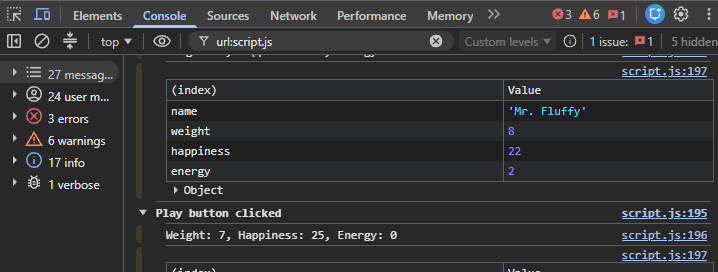 Elements Console Sources Network Performance Memory 3 6 1
top url:script.js Custom levels 1 issue: 1 5 hidden
27 messag...
24 user m...
3 errors
6 warnings
17 info
1 verbose
script.js:197
(index) Value
name 'Mr. Fluffy'
weight 8
happiness 22
energy 2
Object
Play button clicked script.js:195
Weight: 7, Happiness: 25, Energy: 0 script.js:196
script.js:197
(index) Value